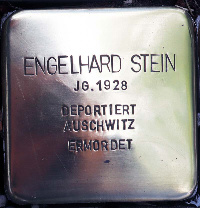 ENGELHARD STEIN
JG. 1928
DEPORTIERT
AUSCHWITZ
ERMORDET